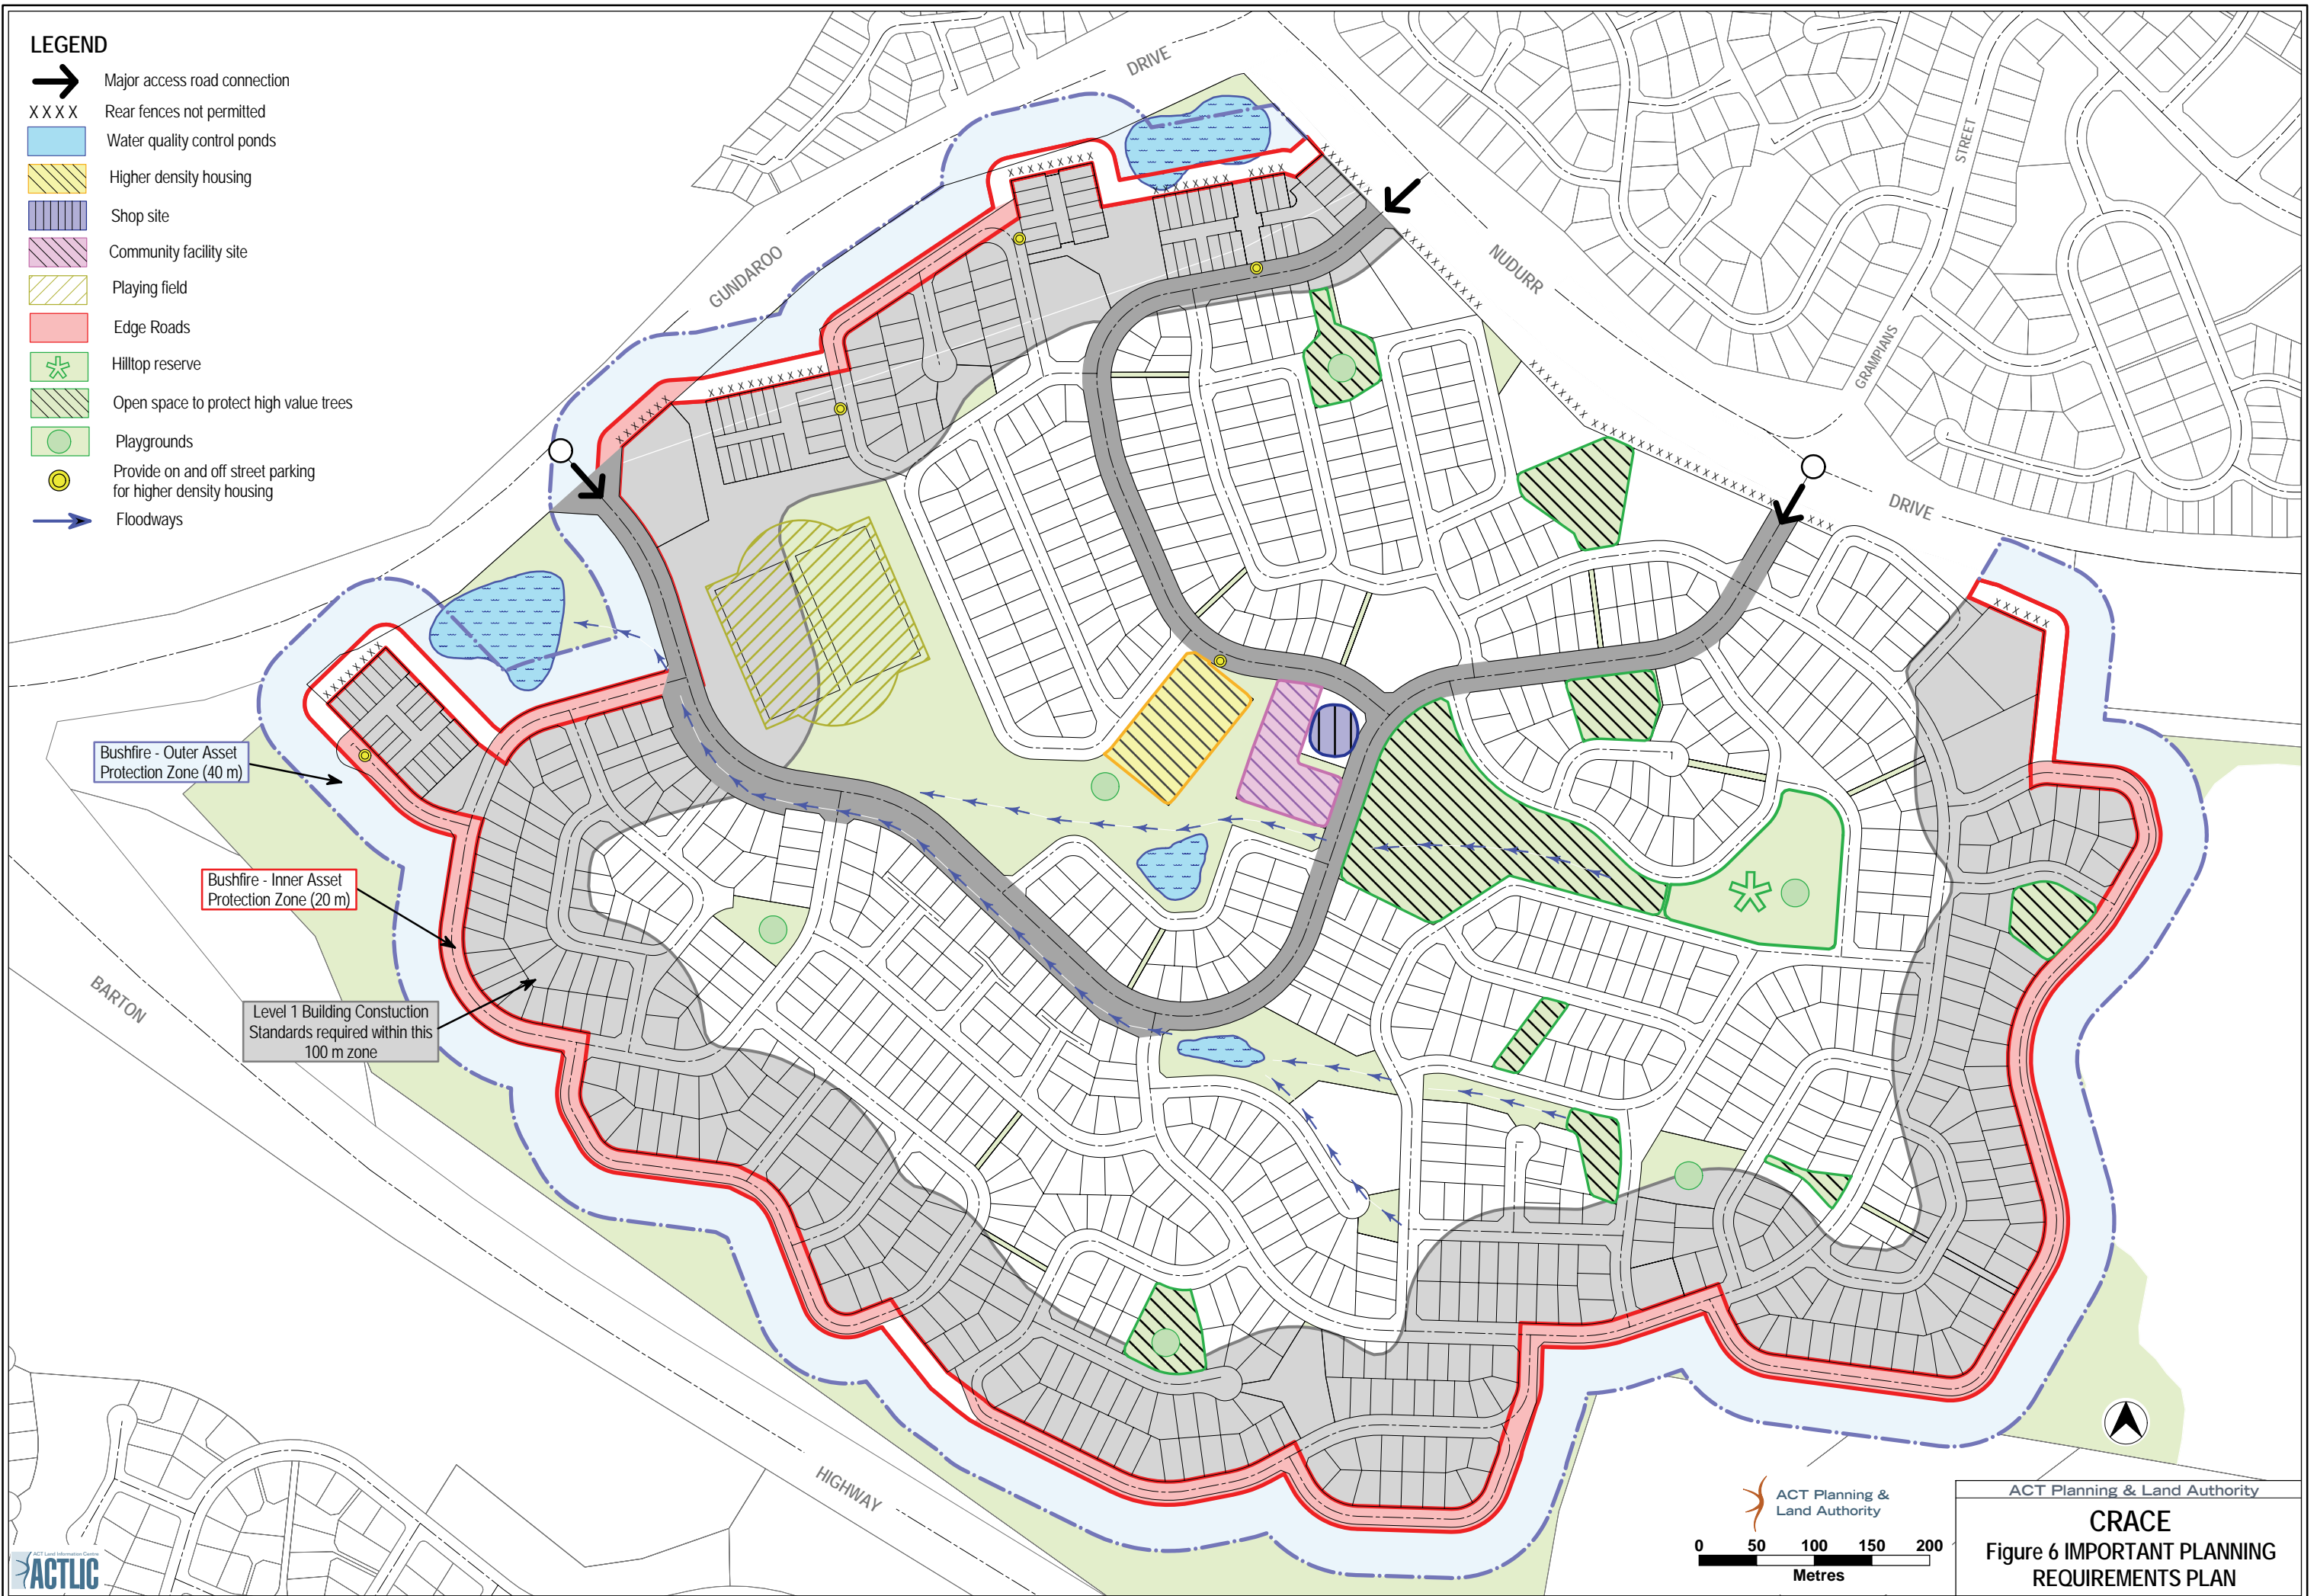 LEGEND
Major access road connection
X X X X Rear fences not permitted
Water quality control ponds
Higher density housing
Shop site
Community facility site
Playing field
Edge Roads
Hilltop reserve
Open space to protect high value trees
Playgrounds
Provide on and off street parking
for higher density housing
Floodways
DRIVE
GUNDAROO
NUDURR
DRIVE
STREET
GRAMPIANS
BARTON
HIGHWAY
Bushfire - Outer Asset
Protection Zone (40 m)
Bushfire - Inner Asset
Protection Zone (20 m)
Level 1 Building Constuction
Standards required within this
100 m zone
ACT Planning &
Land Authority
0 50 100 150 200
Metres
ACT Planning & Land Authority
CRACE
Figure 6 IMPORTANT PLANNING
REQUIREMENTS PLAN
ACT Land Information Centre
ACTLIC